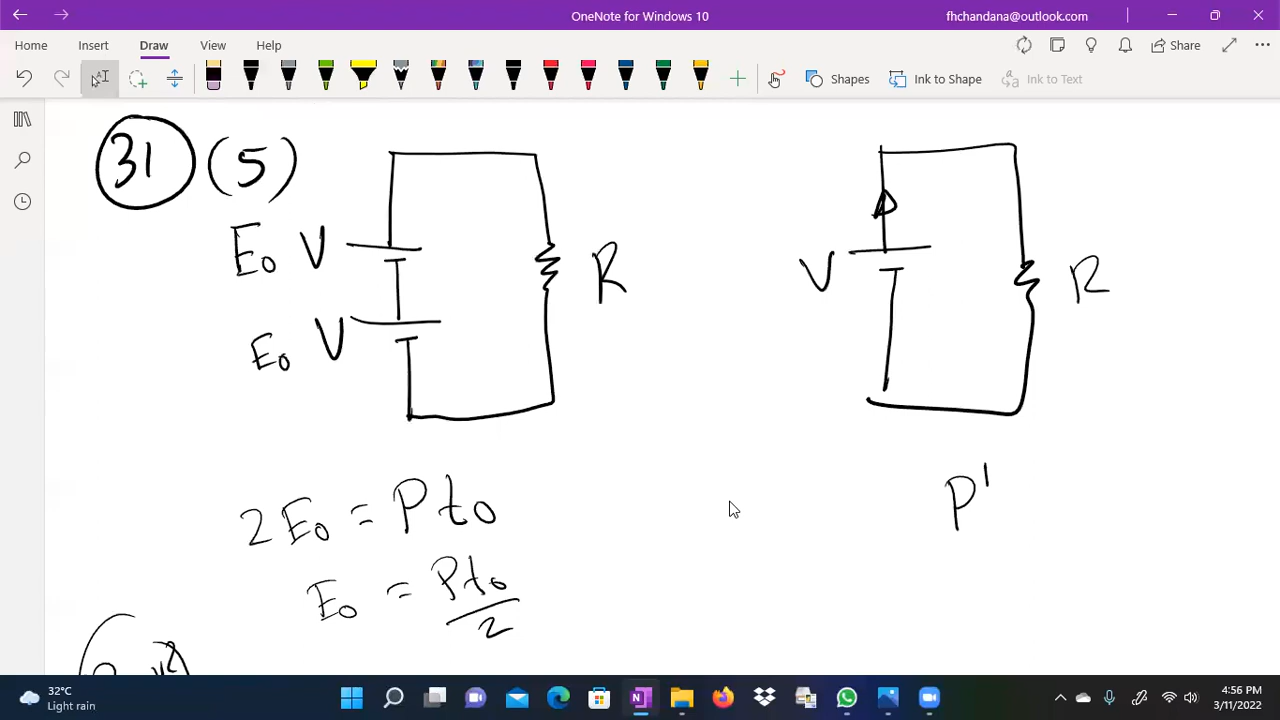 OneNote for Windows 10
fhchandana@outlook.com
Home Insert Draw View Help
Share
Shapes
Ink to Shape
Ink to Text
31 (5)
E₀ V
R
V
R
E₀ V
2E₀ = Pt₀
P'
E₀ = Pt₀/2
32°C
Light rain
4:56 PM
3/11/2022